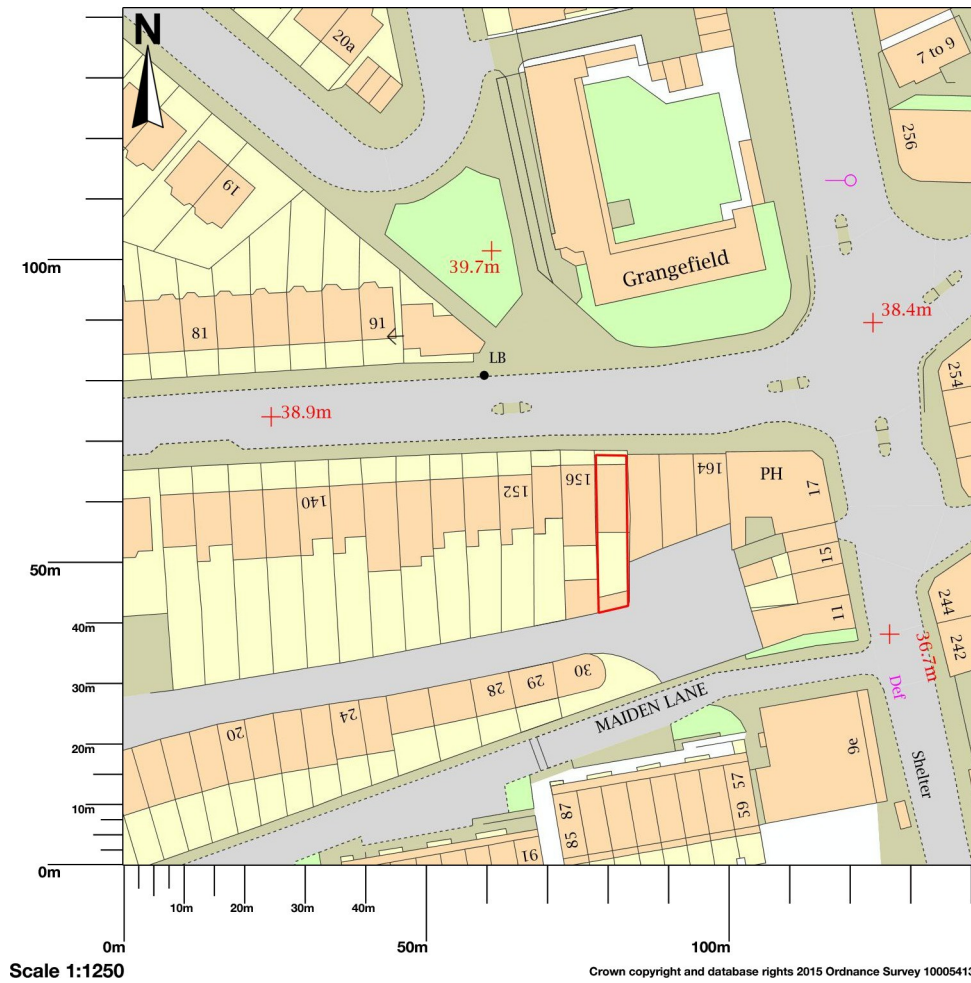 N
20a
7 to 9
256
19
39.7m
Grangefield
100m
38.4m
81
91
LB
254
38.9m
140
152
156
164
PH
17
15
50m
11
244
242
40m
36.7m
30m
30
29
28
24
20
MAIDEN LANE
Def
20m
Shelter
9e
57
59
87
85
10m
91
0m
10m
20m
30m
40m
0m
50m
100m
Scale 1:1250
Crown copyright and database rights 2015 Ordnance Survey 10005413